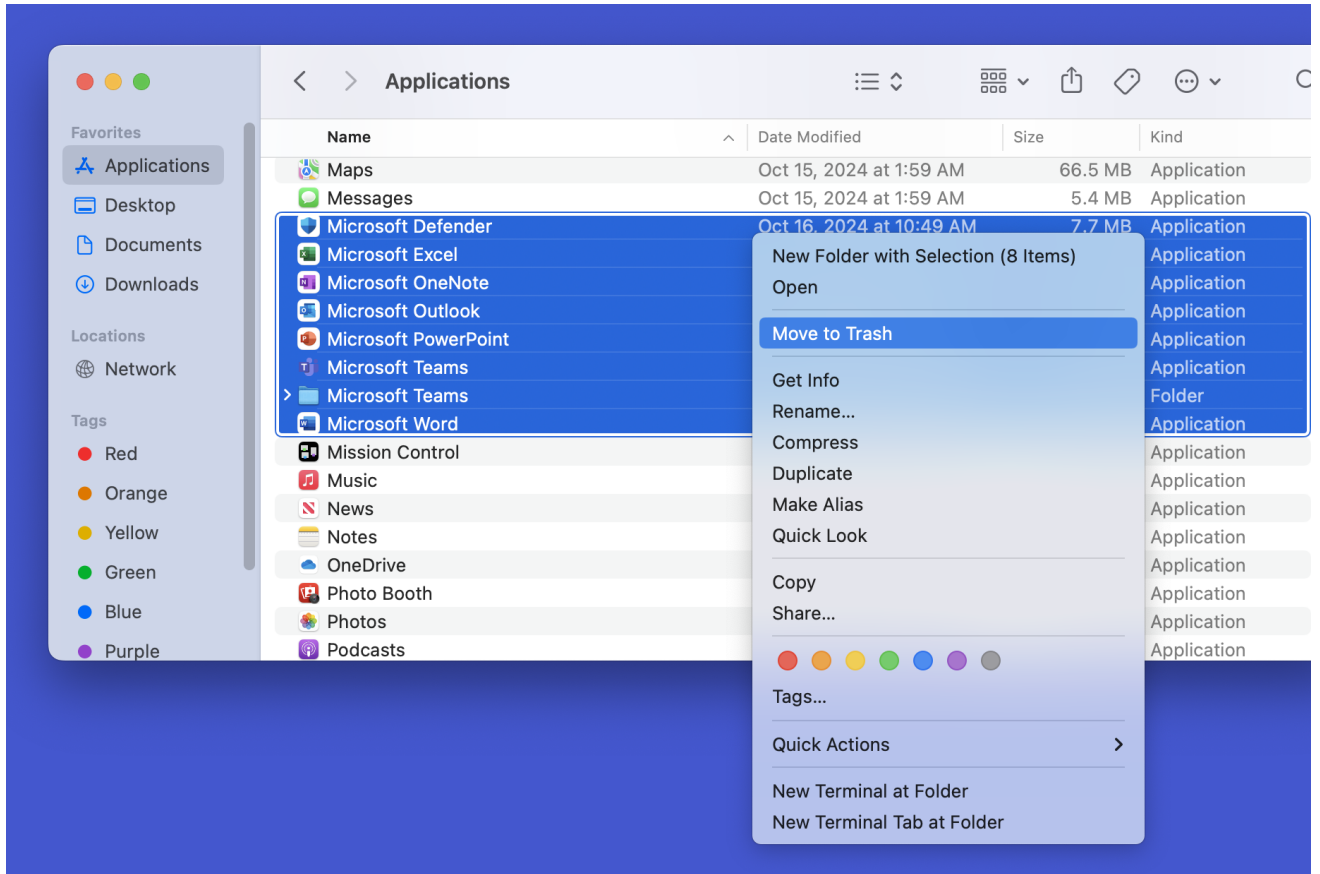 Applications
Favorites
Applications
Desktop
Documents
Downloads
Locations
Network
Tags
Red
Orange
Yellow
Green
Blue
Purple
Name Date Modified Size Kind
Maps Oct 15, 2024 at 1:59 AM 66.5 MB Application
Messages Oct 15, 2024 at 1:59 AM 5.4 MB Application
Microsoft Defender Oct 16, 2024 at 10:49 AM 7.7 MB Application
Microsoft Excel Application
Microsoft OneNote Application
Microsoft Outlook Application
Microsoft PowerPoint Application
Microsoft Teams Application
Microsoft Teams Folder
Microsoft Word Application
Mission Control Application
Music Application
News Application
Notes Application
OneDrive Application
Photo Booth Application
Photos Application
Podcasts Application
New Folder with Selection (8 Items)
Open
Move to Trash
Get Info
Rename...
Compress
Duplicate
Make Alias
Quick Look
Copy
Share...
Tags...
Quick Actions
New Terminal at Folder
New Terminal Tab at Folder